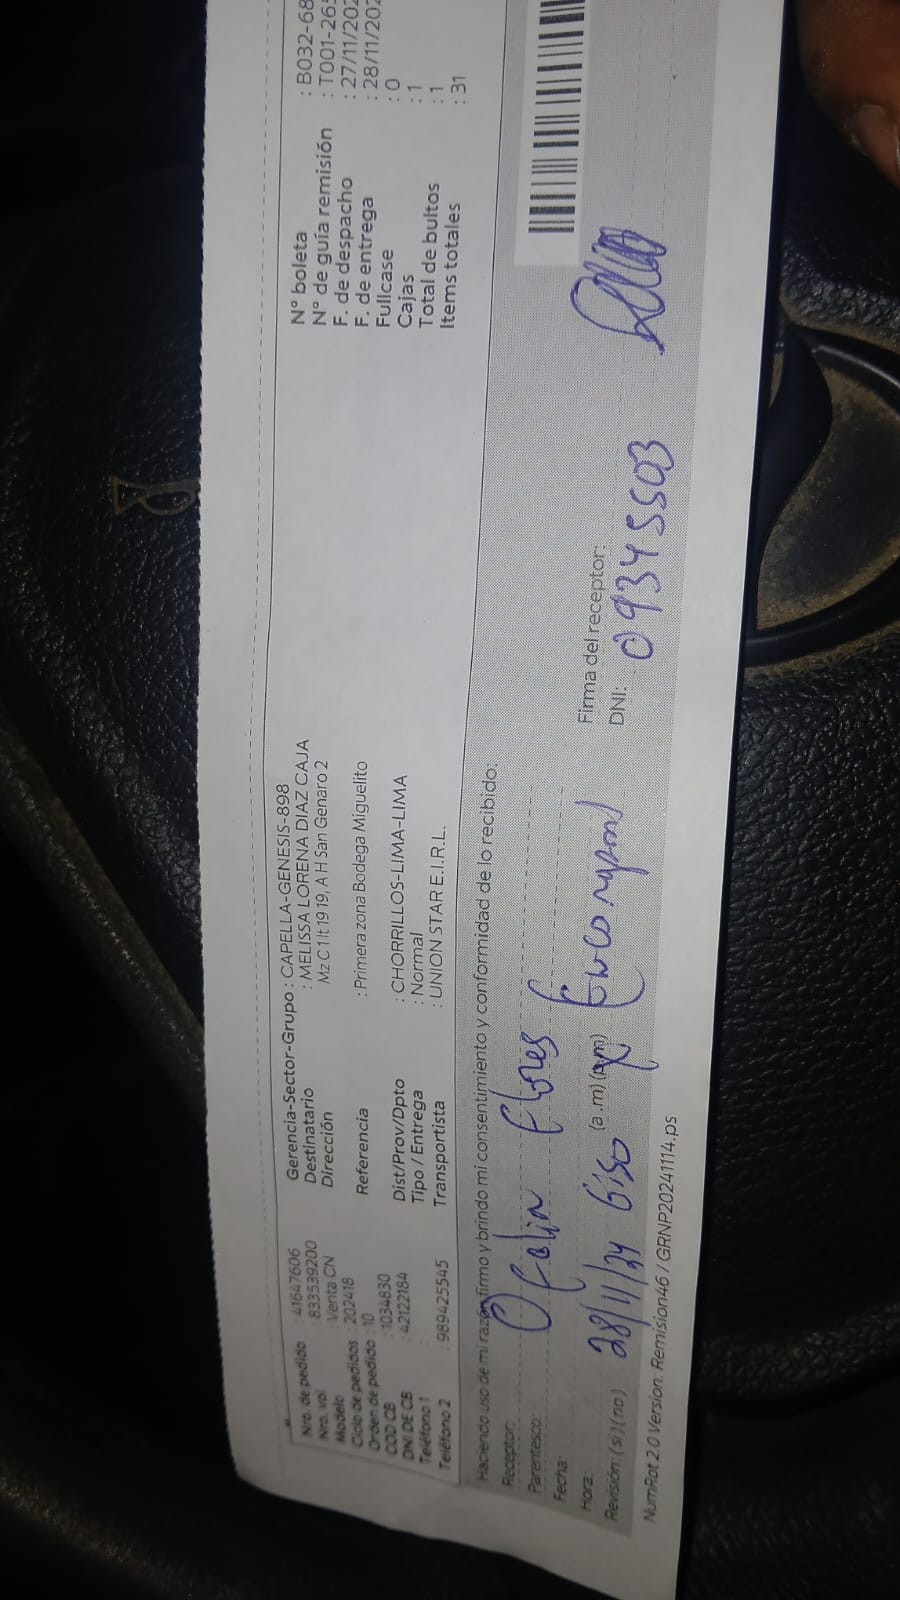 Nro. de pedido : 41647606
Nro. vol : 833539200
Modelo : Venta CN
Ciclo de pedidos : 202418
Orden de pedido : 10
COD CB : 1034830
DNI DE CB : 42122184
Teléfono 1 :
Teléfono 2 : 989425545
Gerencia-Sector-Grupo : CAPELLA-GENESIS-898
Destinatario : MELISSA LORENA DIAZ CAJA
Dirección Mz C 1 lt 19 19, A H San Genaro 2
Referencia : Primera zona Bodega Miguelito
Dist/Prov/Dpto : CHORRILLOS-LIMA-LIMA
Tipo / Entrega : Normal
Transportista : UNION STAR E.I.R.L.
N° boleta : B032-68
N° de guía remisión : T001-265
F. de despacho : 27/11/202
F. de entrega : 28/11/202
Fullcase : 0
Cajas : 1
Total de bultos : 1
Items totales : 31
Haciendo uso de mi razón firmo y brindo mi consentimiento y conformidad de lo recibido:
Receptor:
Parentesco: Flores
Fecha:
Hora: 28/11/24 6:50 (a.m) (p.m)
Revisión: ( si ) ( no )
Firma del receptor:
DNI: 09345503
NumRot 2.0 Version. Remision46 / GRNP20241114.ps